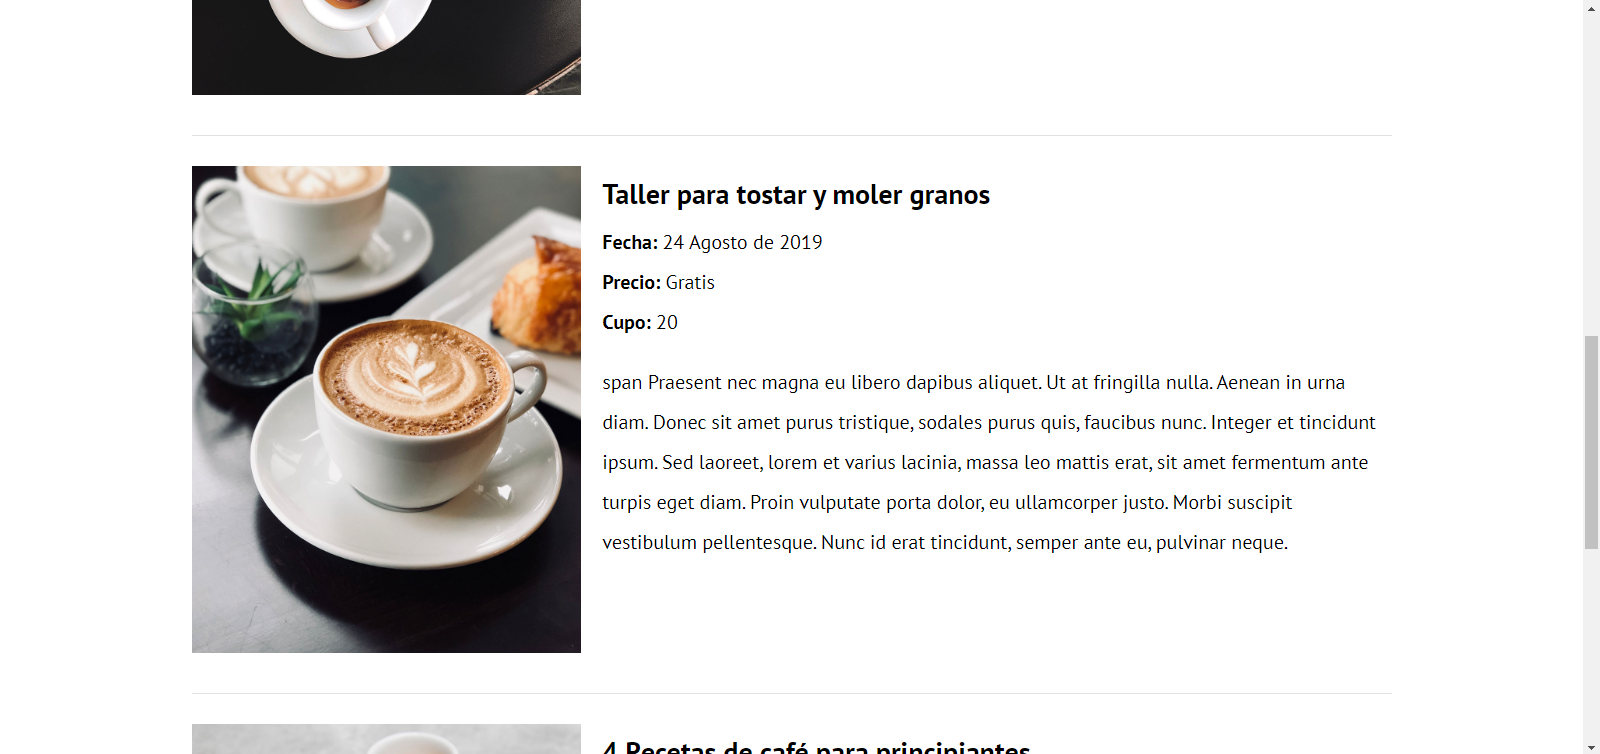 Taller para tostar y moler granos
Fecha: 24 Agosto de 2019
Precio: Gratis
Cupo: 20
span Praesent nec magna eu libero dapibus aliquet. Ut at fringilla nulla. Aenean in urna
diam. Donec sit amet purus tristique, sodales purus quis, faucibus nunc. Integer et tincidunt
ipsum. Sed laoreet, lorem et varius lacinia, massa leo mattis erat, sit amet fermentum ante
turpis eget diam. Proin vulputate porta dolor, eu ullamcorper justo. Morbi suscipit
vestibulum pellentesque. Nunc id erat tincidunt, semper ante eu, pulvinar neque.
4 Recetas de café para principiantes